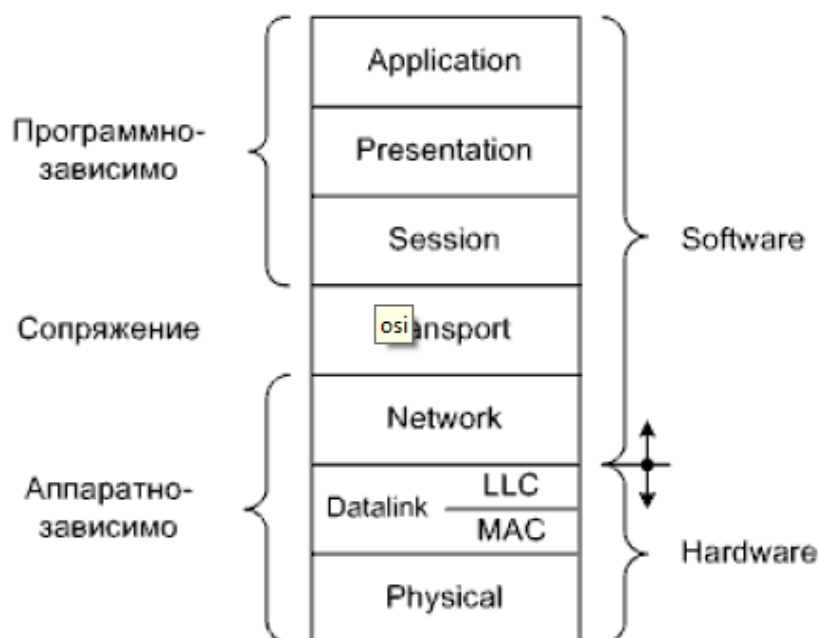 Application
Программно-
зависимо
Presentation
Session
Software
Сопряжение
osi
ansport
Network
Аппаратно-
зависимо
Datalink
LLC
MAC
Hardware
Physical